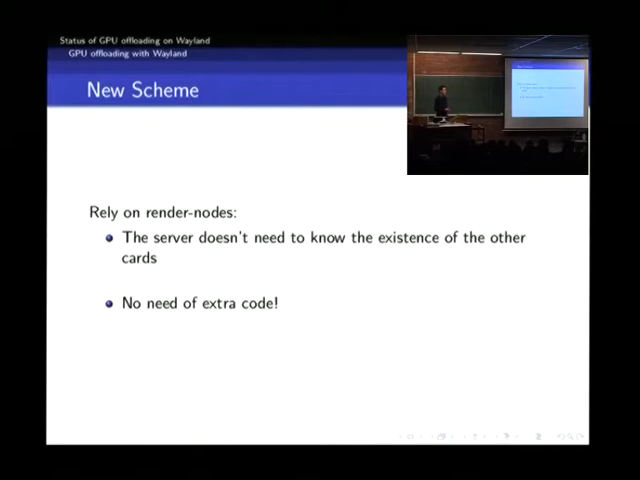 Status of GPU offloading on Wayland
GPU offloading with Wayland
New Scheme
Rely on render-nodes:
The server doesn't need to know the existence of the other
cards
No need of extra code!